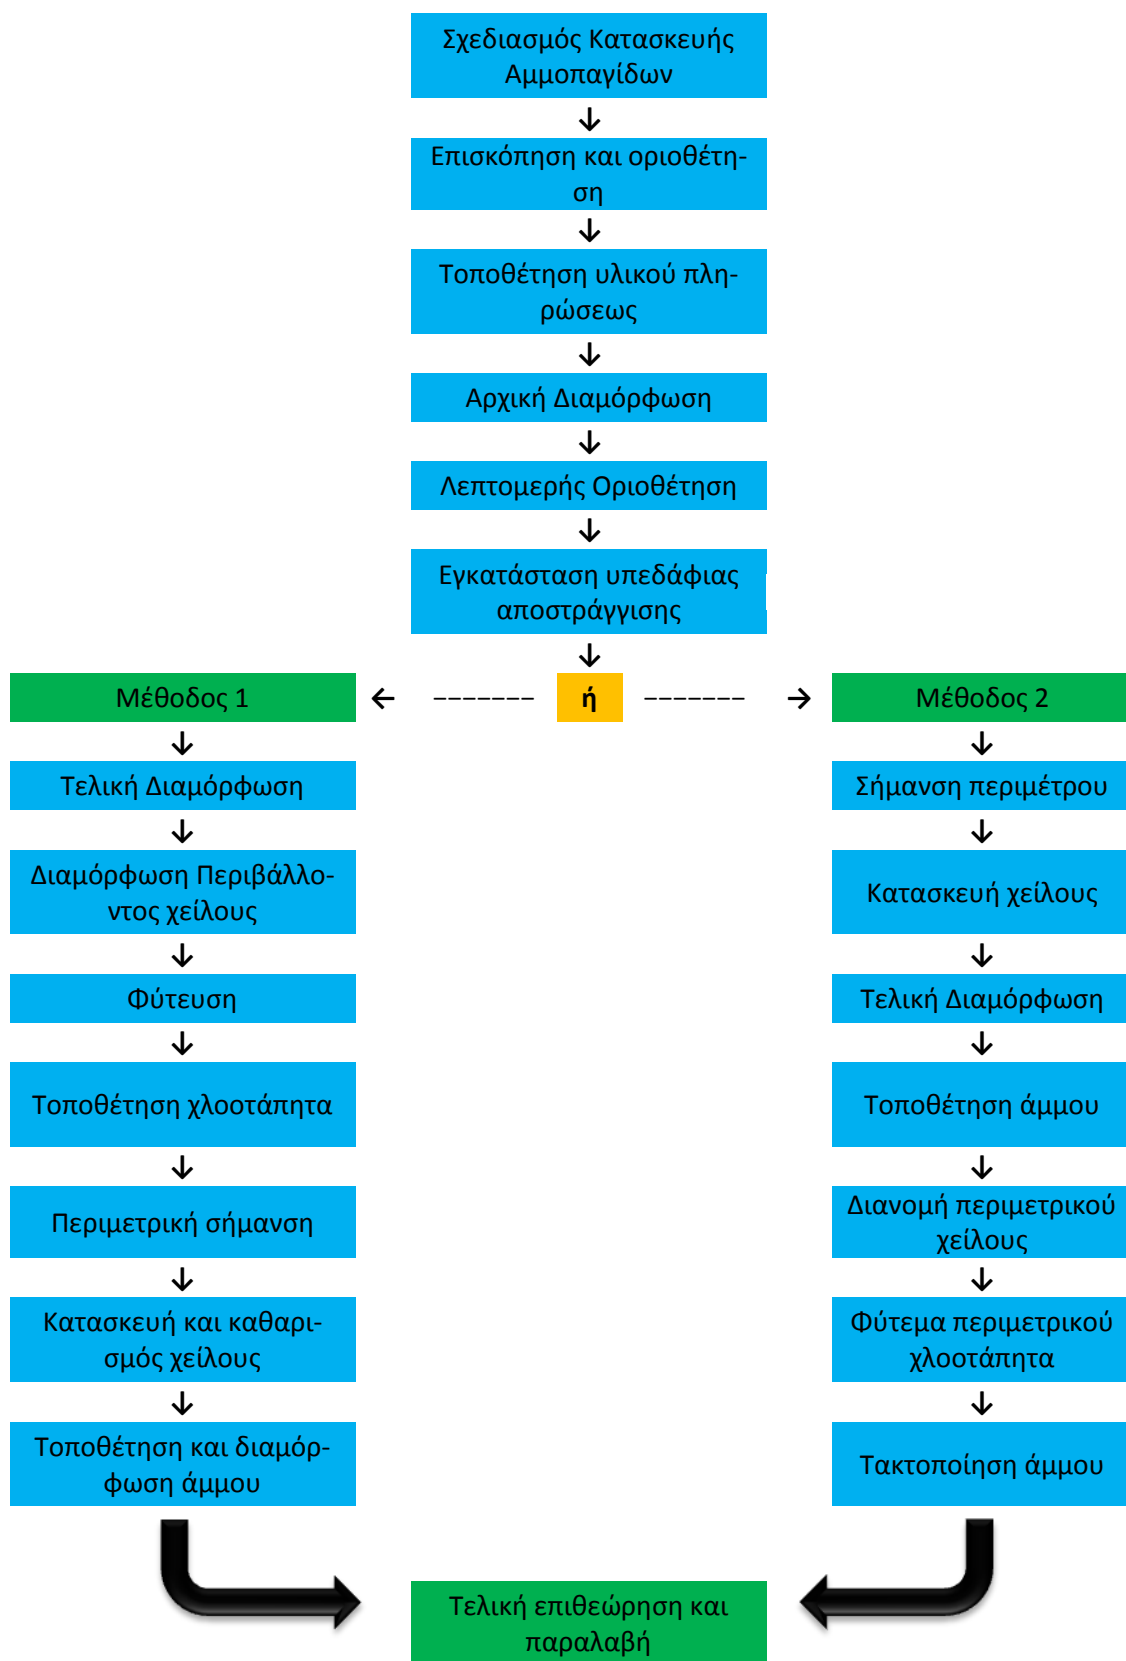 Σχεδιασμός Κατασκευής
Αμμοπαγίδων
↓
Επισκόπηση και οριοθέτη-
ση
↓
Τοποθέτηση υλικού πλη-
ρώσεως
↓
Αρχική Διαμόρφωση
↓
Λεπτομερής Οριοθέτηση
↓
Εγκατάσταση υπεδάφιας
αποστράγγισης
↓
Μέθοδος 1 ← ------- ή ------- → Μέθοδος 2
↓
Τελική Διαμόρφωση
↓
Διαμόρφωση Περιβάλλο-
ντος χείλους
↓
Φύτευση
↓
Τοποθέτηση χλοοτάπητα
↓
Περιμετρική σήμανση
↓
Κατασκευή και καθαρι-
σμός χείλους
↓
Τοποθέτηση και διαμόρ-
φωση άμμου
↓
Σήμανση περιμέτρου
↓
Κατασκευή χείλους
↓
Τελική Διαμόρφωση
↓
Τοποθέτηση άμμου
↓
Διανομή περιμετρικού
χείλους
↓
Φύτεμα περιμετρικού
χλοοτάπητα
↓
Τακτοποίηση άμμου
Τελική επιθεώρηση και
παραλαβή